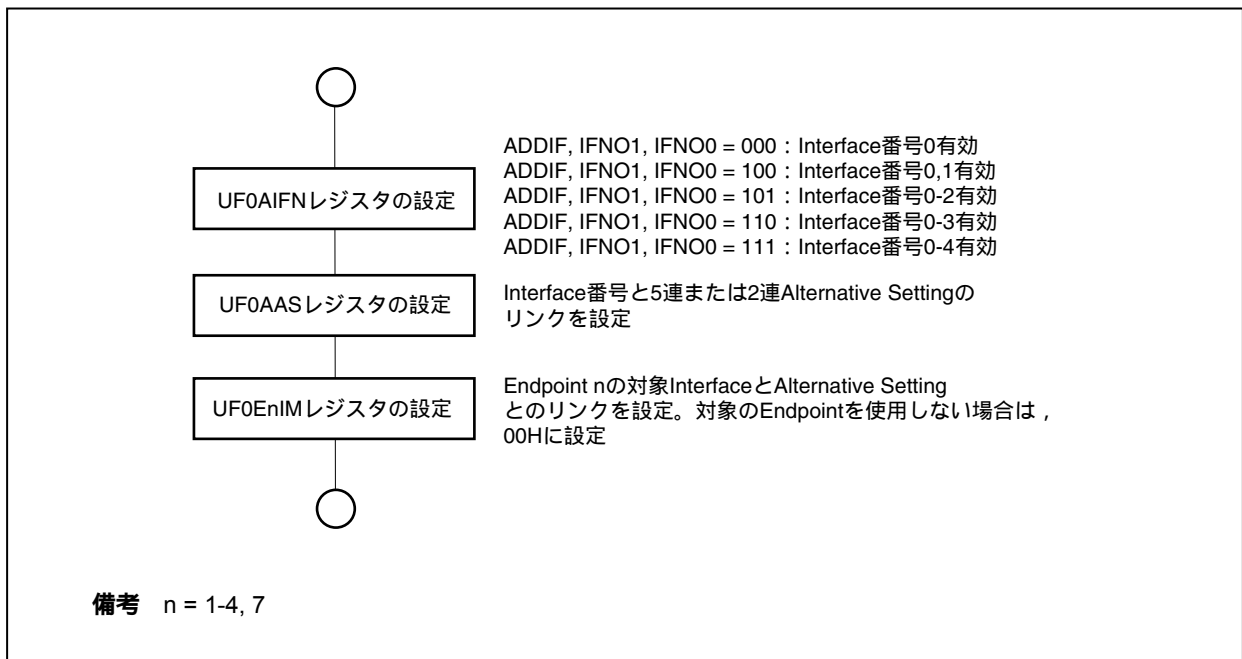 ADDIF, IFNO1, IFNO0 = 000：Interface番号0有効
ADDIF, IFNO1, IFNO0 = 100：Interface番号0,1有効
ADDIF, IFNO1, IFNO0 = 101：Interface番号0-2有効
ADDIF, IFNO1, IFNO0 = 110：Interface番号0-3有効
ADDIF, IFNO1, IFNO0 = 111：Interface番号0-4有効
UF0AIFNレジスタの設定
UF0AASレジスタの設定
Interface番号と5連または2連Alternative Settingの
リンクを設定
UF0EnIMレジスタの設定
Endpoint nの対象InterfaceとAlternative Setting
とのリンクを設定。対象のEndpointを使用しない場合は，
00Hに設定
備考 n = 1-4, 7